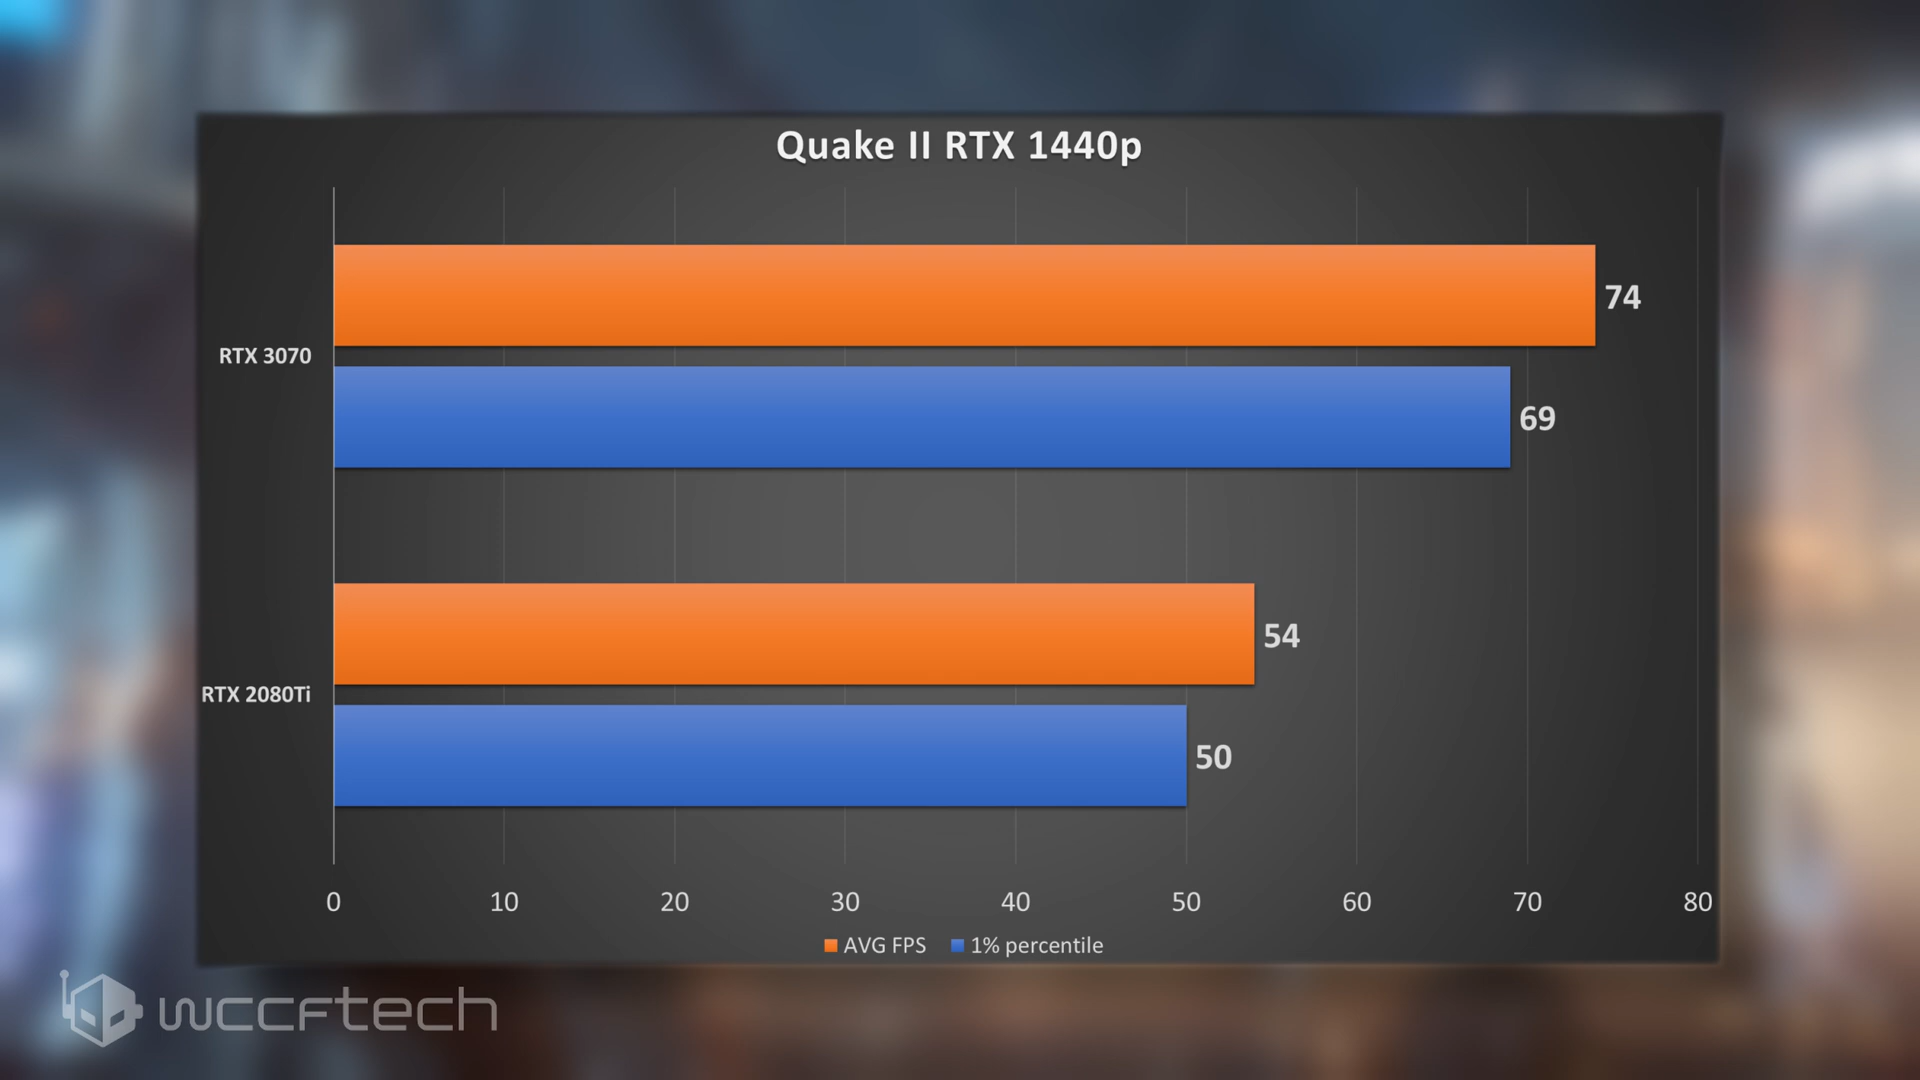 Quake II RTX 1440p
74
RTX 3070
69
54
RTX 2080Ti
50
0 10 20 30 40 50 60 70 80
AVG FPS 1% percentile
wccftech